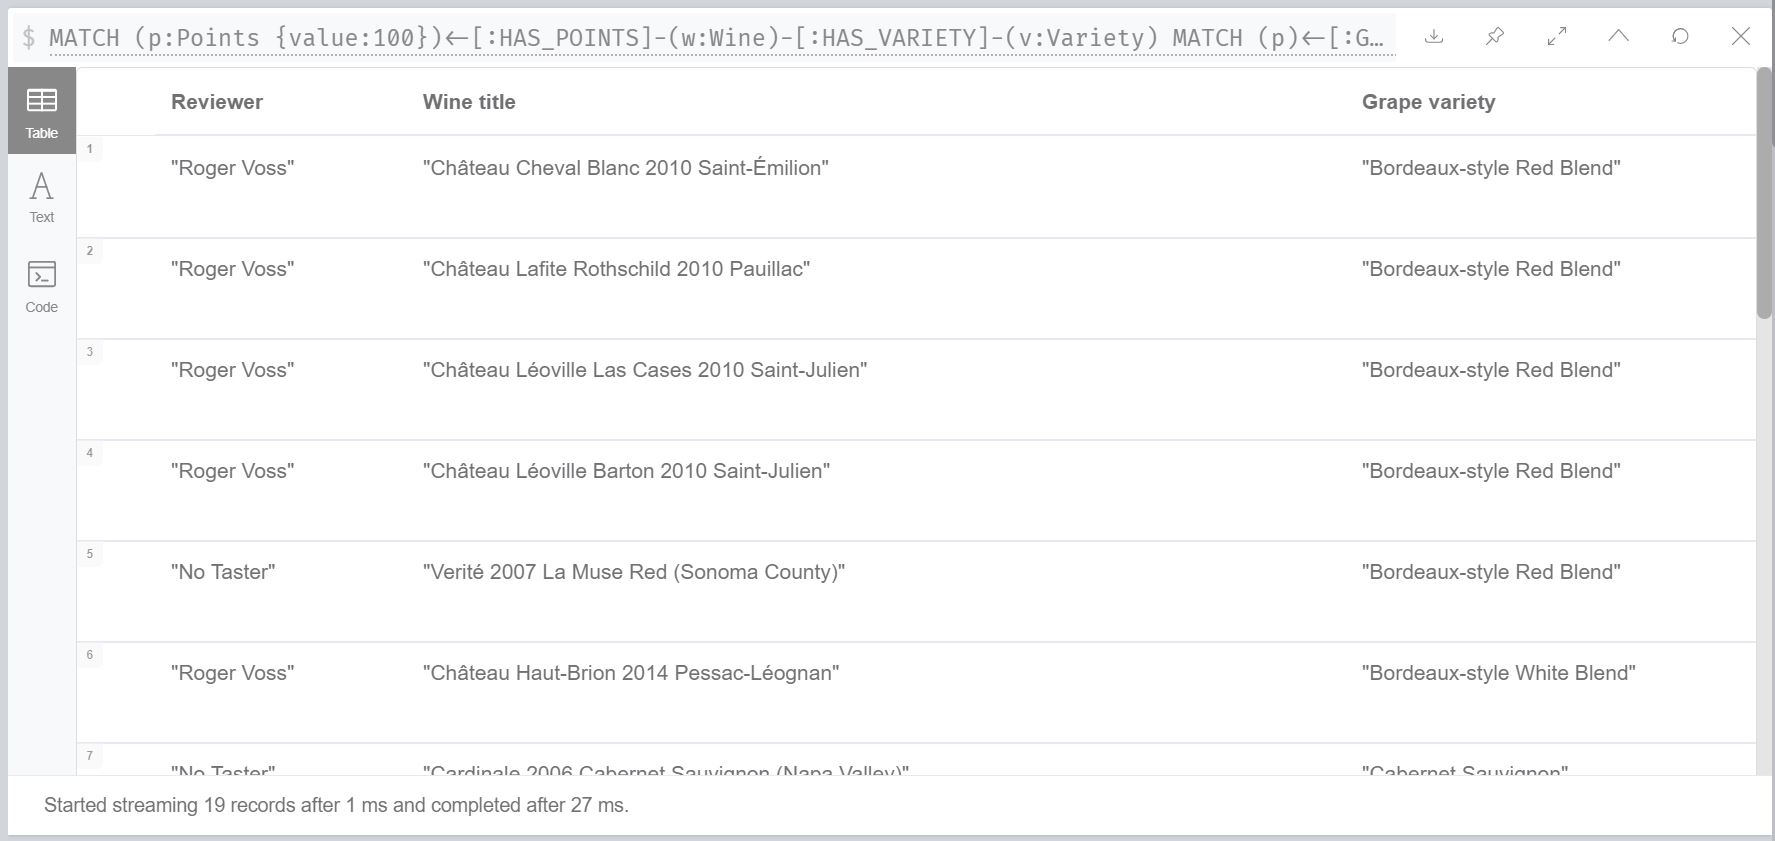 $ MATCH (p:Points {value:100})<-[:HAS_POINTS]-(w:Wine)-[:HAS_VARIETY]-(v:Variety) MATCH (p)<-[:G…
Table
Text
Code
Reviewer Wine title Grape variety
1
"Roger Voss" "Château Cheval Blanc 2010 Saint-Émilion" "Bordeaux-style Red Blend"
2
"Roger Voss" "Château Lafite Rothschild 2010 Pauillac" "Bordeaux-style Red Blend"
3
"Roger Voss" "Château Léoville Las Cases 2010 Saint-Julien" "Bordeaux-style Red Blend"
4
"Roger Voss" "Château Léoville Barton 2010 Saint-Julien" "Bordeaux-style Red Blend"
5
"No Taster" "Verité 2007 La Muse Red (Sonoma County)" "Bordeaux-style Red Blend"
6
"Roger Voss" "Château Haut-Brion 2014 Pessac-Léognan" "Bordeaux-style White Blend"
7
"No Taster" "Cardinale 2006 Cabernet Sauvignon (Napa Valley)" "Cabernet Sauvignon"
Started streaming 19 records after 1 ms and completed after 27 ms.